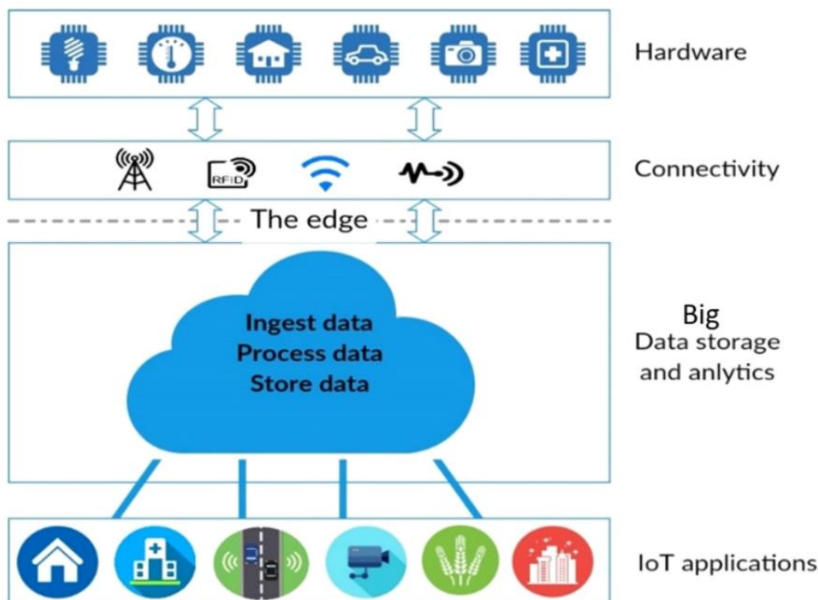 Hardware
RFID
Connectivity
The edge
Ingest data
Process data
Store data
Big
Data storage
and anlytics
IoT applications